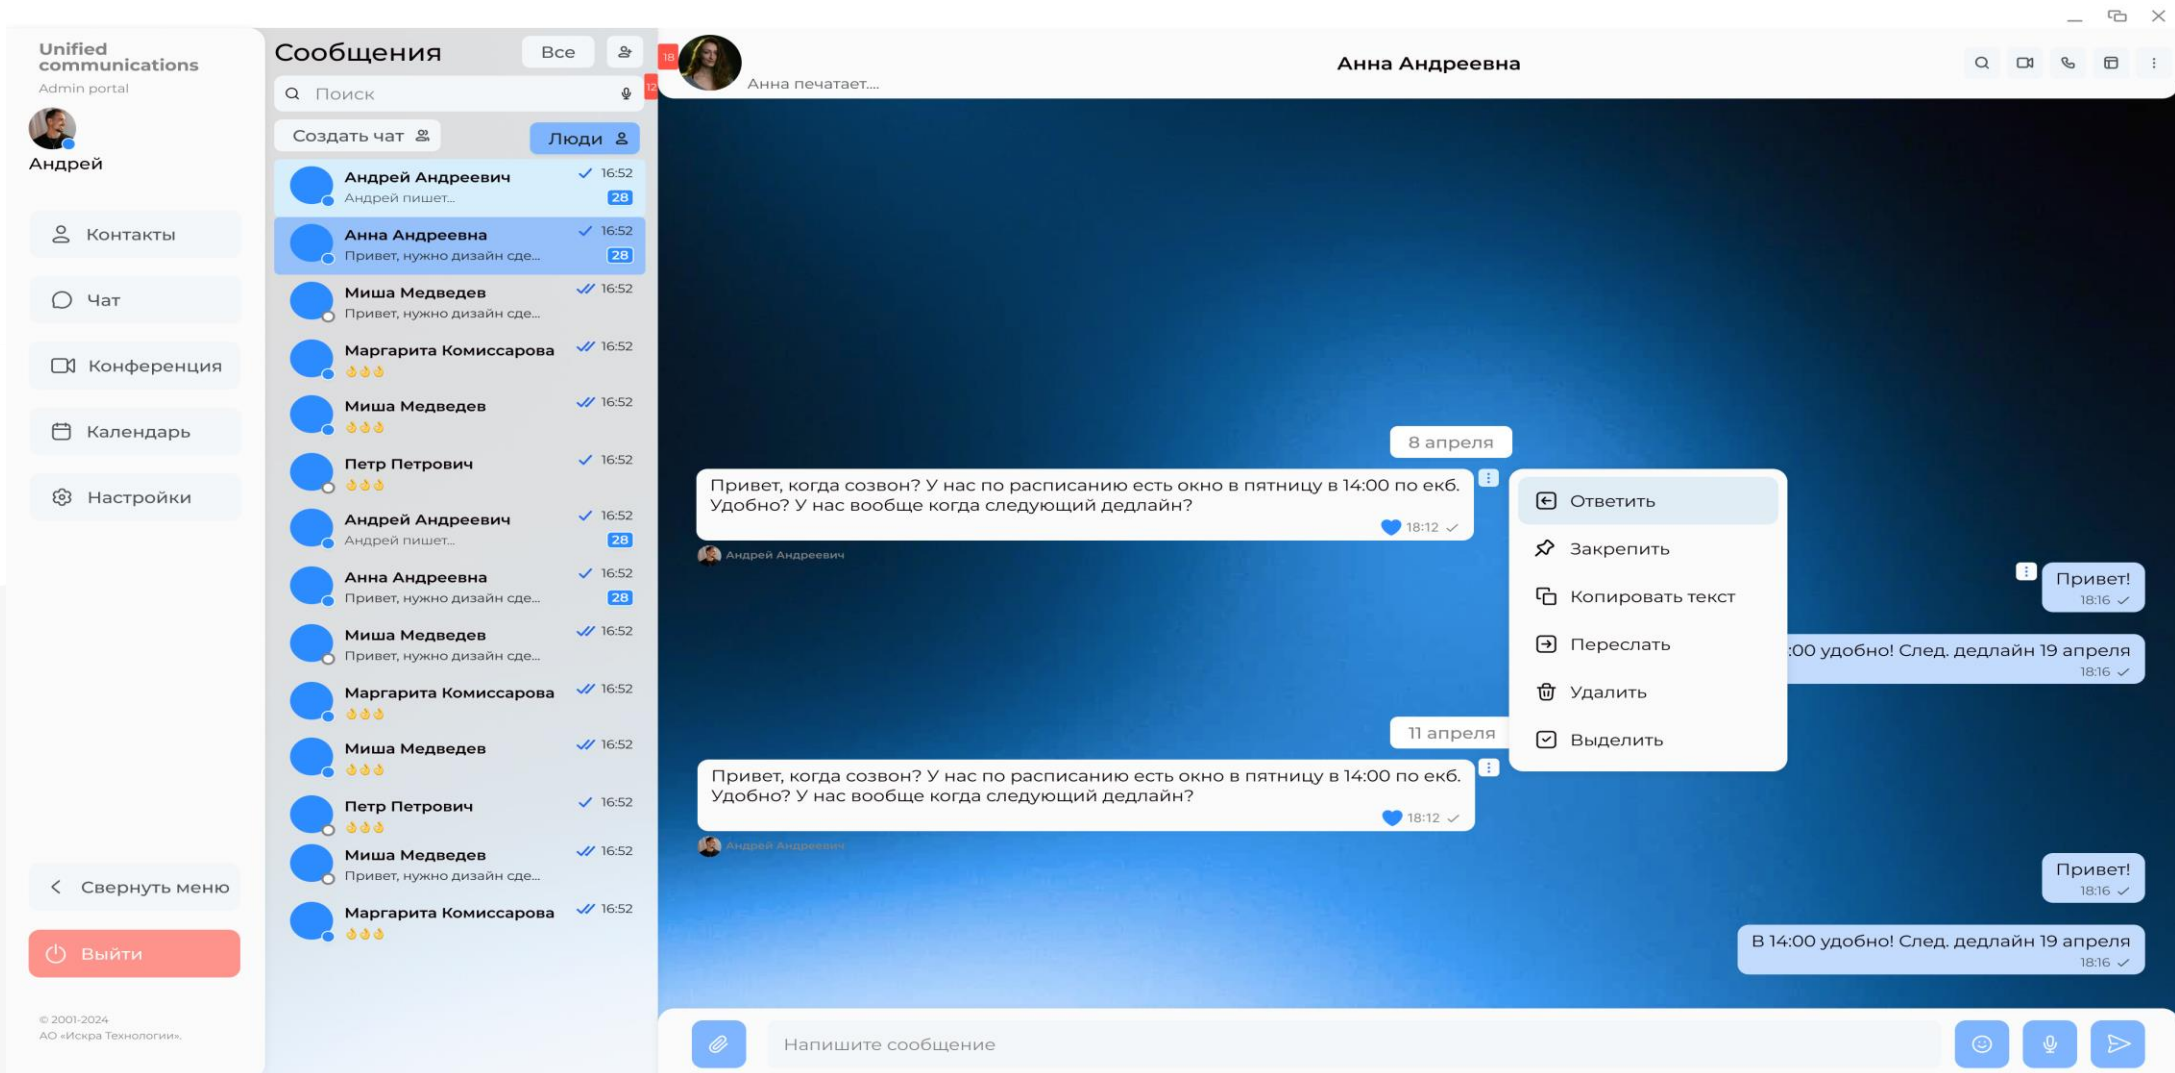 Unified
communications
Admin portal
Андрей
Контакты
Чат
Конференция
Календарь
Настройки
Свернуть меню
Выйти
© 2001-2024
АО «Искра Технологии».
Сообщения
Все
Поиск
12
Создать чат
Люди
Андрей Андреевич 16:52
Андрей пишет... 28
Анна Андреевна 16:52
Привет, нужно дизайн сде... 28
Миша Медведев 16:52
Привет, нужно дизайн сде...
Маргарита Комиссарова 16:52
👌👌👌
Миша Медведев 16:52
👌👌👌
Петр Петрович 16:52
👌👌👌
Андрей Андреевич 16:52
Андрей пишет... 28
Анна Андреевна 16:52
Привет, нужно дизайн сде... 28
Миша Медведев 16:52
Привет, нужно дизайн сде...
Маргарита Комиссарова 16:52
👌👌👌
Миша Медведев 16:52
👌👌👌
Петр Петрович 16:52
👌👌👌
Миша Медведев 16:52
Привет, нужно дизайн сде...
Маргарита Комиссарова 16:52
👌👌👌
18
Анна печатает....
Анна Андреевна
8 апреля
Привет, когда созвон? У нас по расписанию есть окно в пятницу в 14:00 по екб.
Удобно? У нас вообще когда следующий дедлайн?
18:12
Андрей Андреевич
Ответить
Закрепить
Копировать текст
Переслать
Удалить
Выделить
Привет!
18:16
:00 удобно! След. дедлайн 19 апреля
18:16
11 апреля
Привет, когда созвон? У нас по расписанию есть окно в пятницу в 14:00 по екб.
Удобно? У нас вообще когда следующий дедлайн?
18:12
Андрей Андреевич
Привет!
18:16
В 14:00 удобно! След. дедлайн 19 апреля
18:16
Напишите сообщение